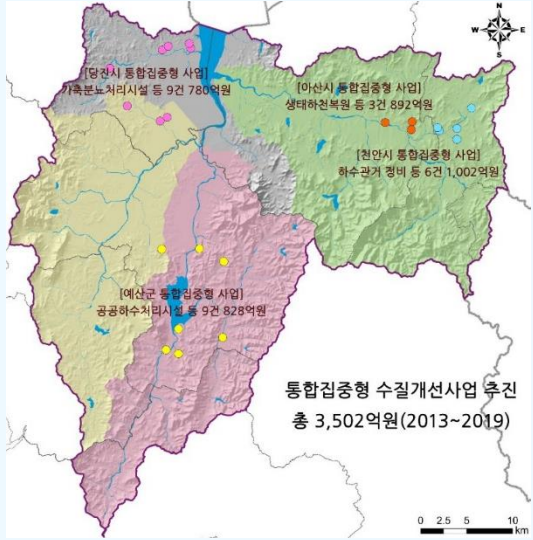 N
W E
S
[당진시 통합집중형 사업]
가축분뇨처리시설 등 9건 780억원
[아산시 통합집중형 사업]
생태하천복원 등 3건 892억원
[천안시 통합집중형 사업]
하수관거 정비 등 6건 1,002억원
[예산군 통합집중형 사업]
공공하수처리시설 등 9건 828억원
통합집중형 수질개선사업 추진
총 3,502억원(2013~2019)
0 2.5 5 10
km